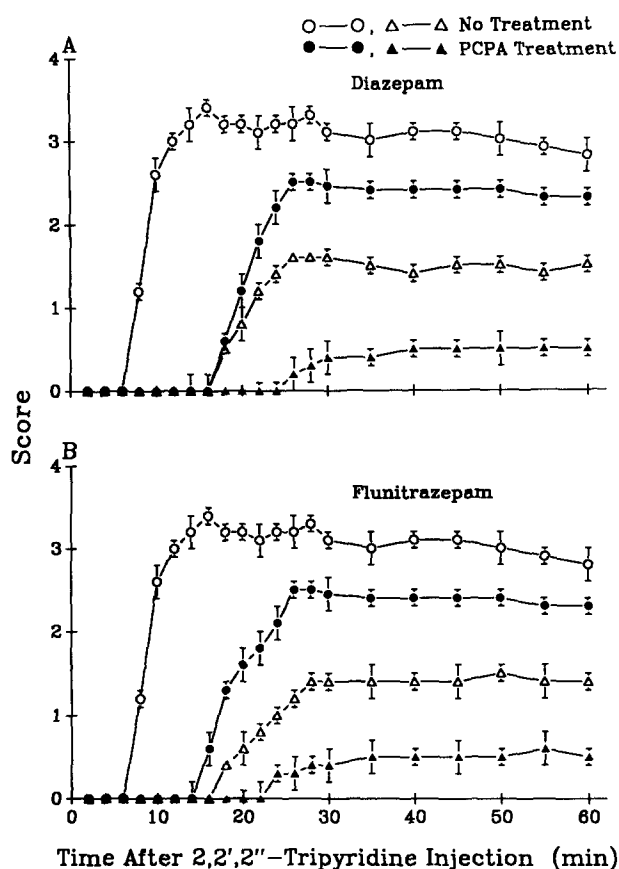 No Treatment
PCPA Treatment
A
Diazepam
4
3
2
1
0
Score
B
Flunitrazepam
4
3
2
1
0
0 10 20 30 40 50 60
Time After 2,2',2"-Tripyridine Injection (min)